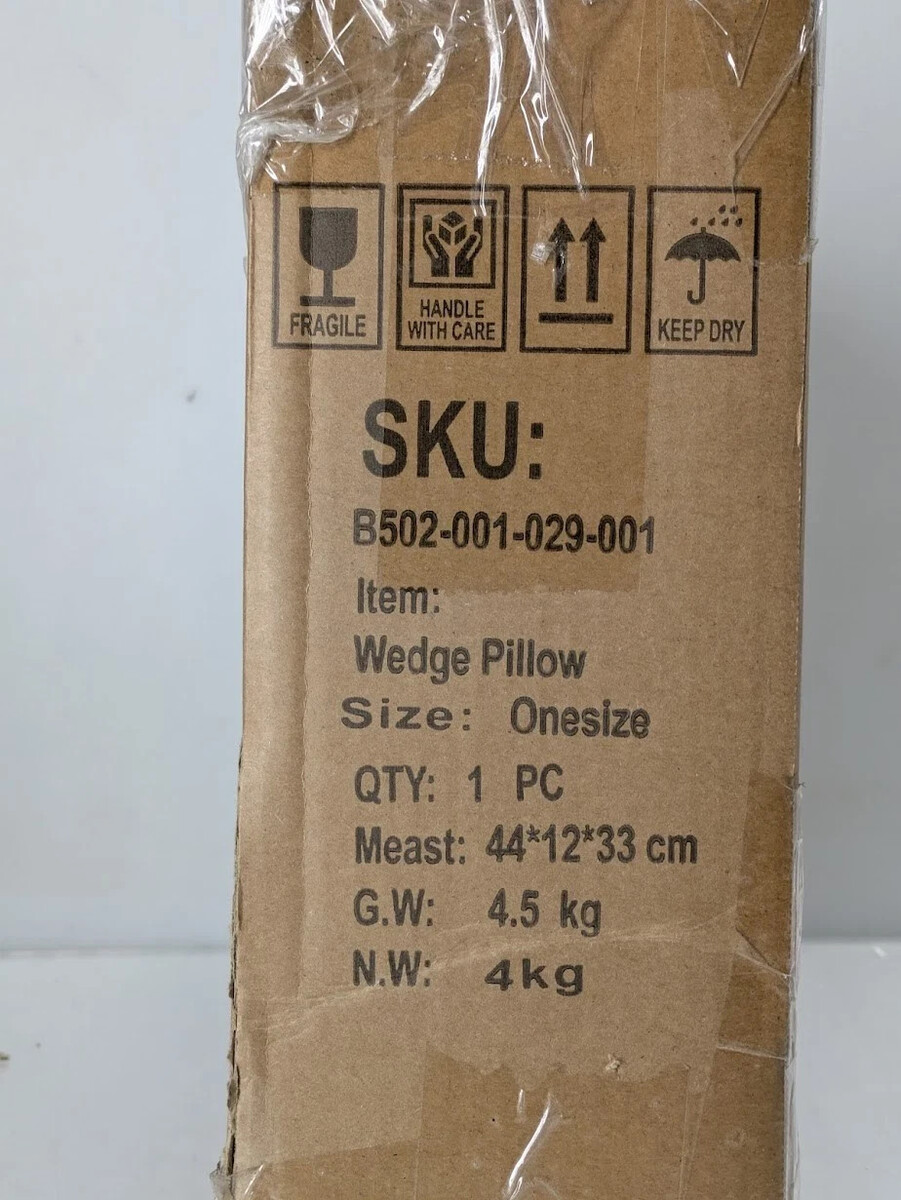 FRAGILE
HANDLE
WITH CARE
KEEP DRY
SKU:
B502-001-029-001
Item:
Wedge Pillow
Size: Onesize
QTY: 1 PC
Meast: 44*12*33 cm
G.W: 4.5 kg
N.W: 4kg